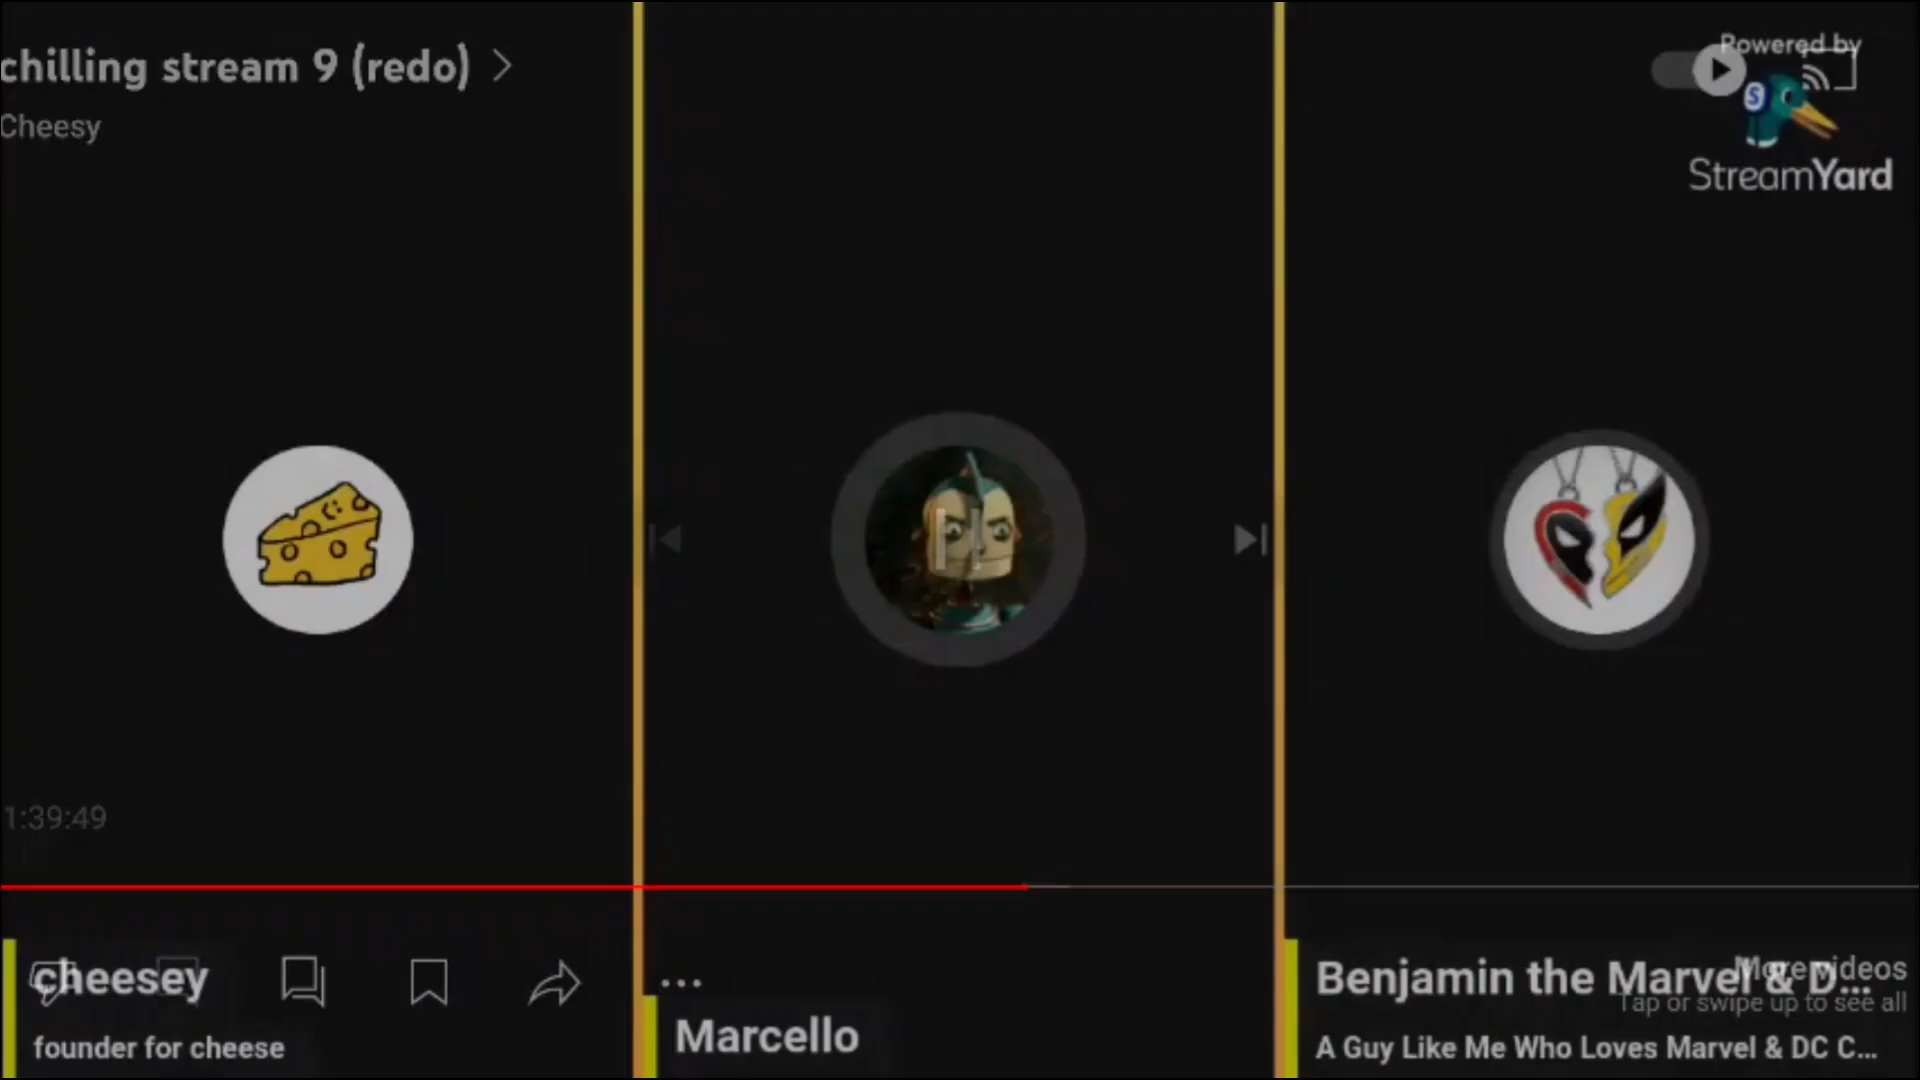 chilling stream 9 (redo)
Cheesy
Powered by
S
StreamYard
1:39:49
cheesey
founder for cheese
Marcello
Benjamin the Marvel & D...
A Guy Like Me Who Loves Marvel & DC C...
More videos
Tap or swipe up to see all